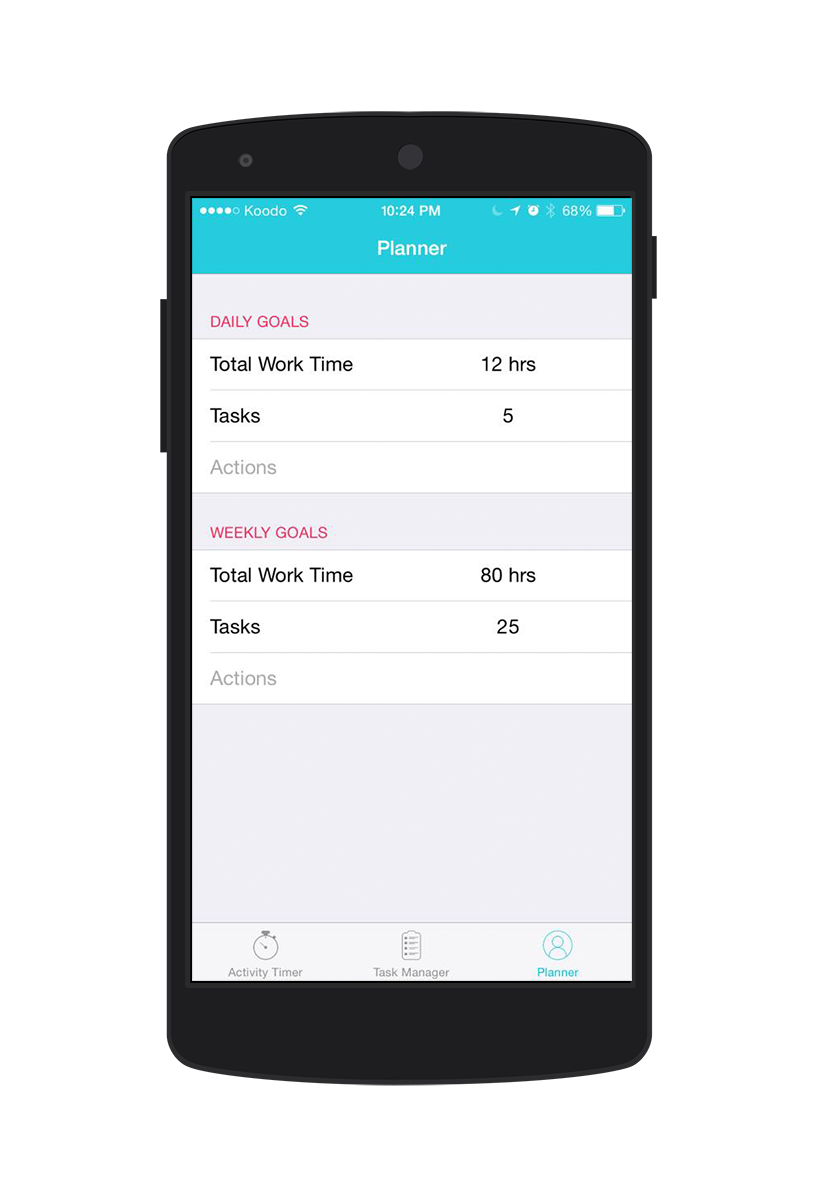 Koodo 10:24 PM 68%
Planner
DAILY GOALS
Total Work Time 12 hrs
Tasks 5
Actions
WEEKLY GOALS
Total Work Time 80 hrs
Tasks 25
Actions
Activity Timer Task Manager Planner